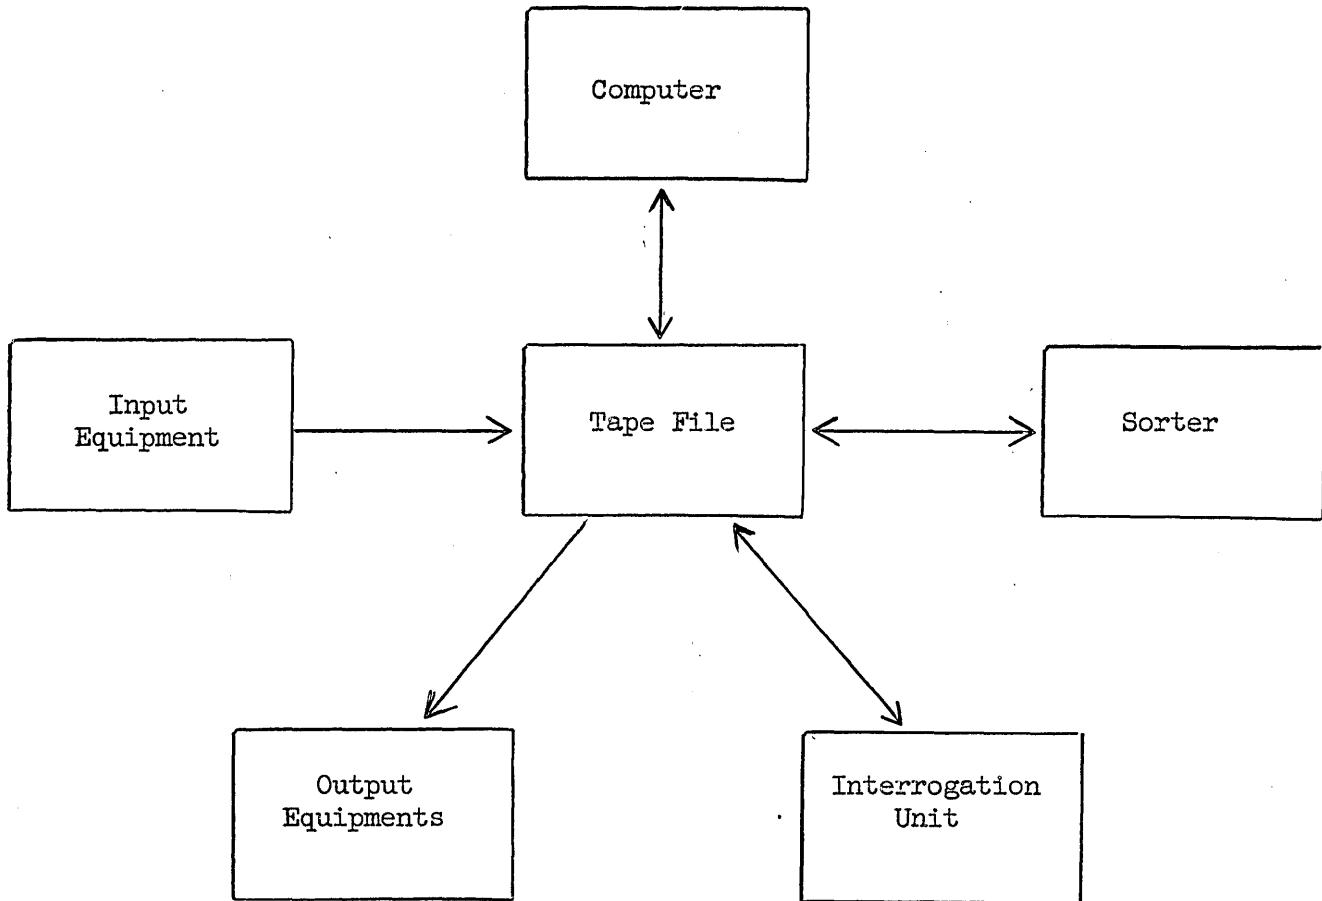 Computer
Input
Equipment
Tape File
Sorter
Output
Equipments
Interrogation
Unit